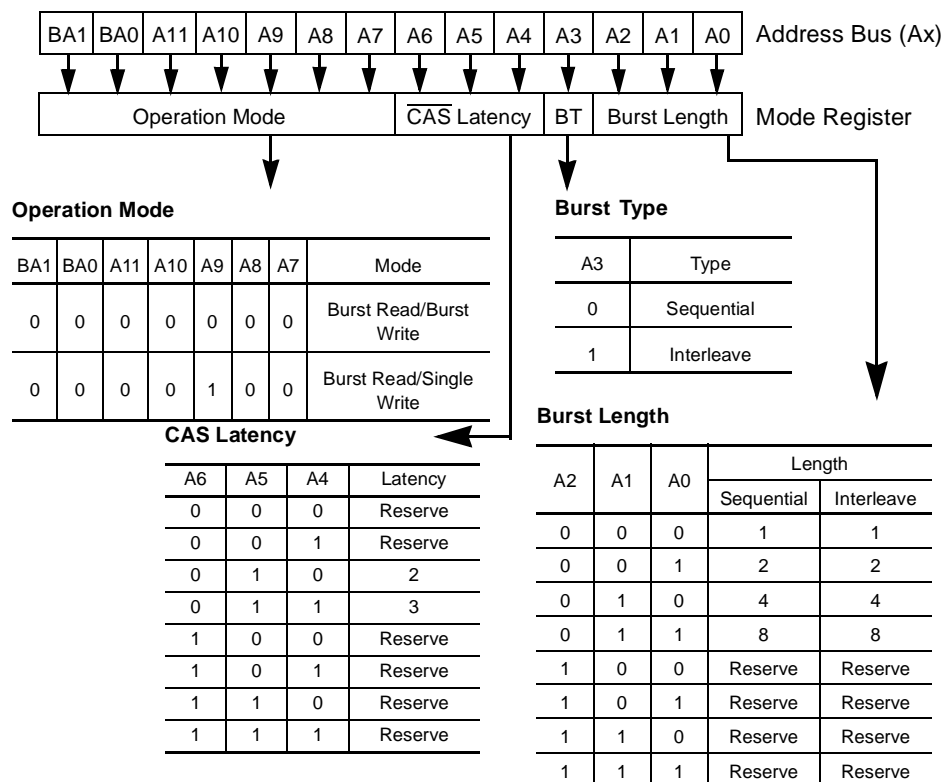 BA1 BA0 A11 A10 A9 A8 A7 A6 A5 A4 A3 A2 A1 A0 Address Bus (Ax)
Operation Mode CAS Latency BT Burst Length Mode Register
Operation Mode
BA1 BA0 A11 A10 A9 A8 A7 Mode
0 0 0 0 0 0 0 Burst Read/Burst
Write
0 0 0 0 1 0 0 Burst Read/Single
Write
Burst Type
A3 Type
0 Sequential
1 Interleave
CAS Latency
A6 A5 A4 Latency
0 0 0 Reserve
0 0 1 Reserve
0 1 0 2
0 1 1 3
1 0 0 Reserve
1 0 1 Reserve
1 1 0 Reserve
1 1 1 Reserve
Burst Length
A2 A1 A0 Length
Sequential Interleave
0 0 0 1 1
0 0 1 2 2
0 1 0 4 4
0 1 1 8 8
1 0 0 Reserve Reserve
1 0 1 Reserve Reserve
1 1 0 Reserve Reserve
1 1 1 Reserve Reserve